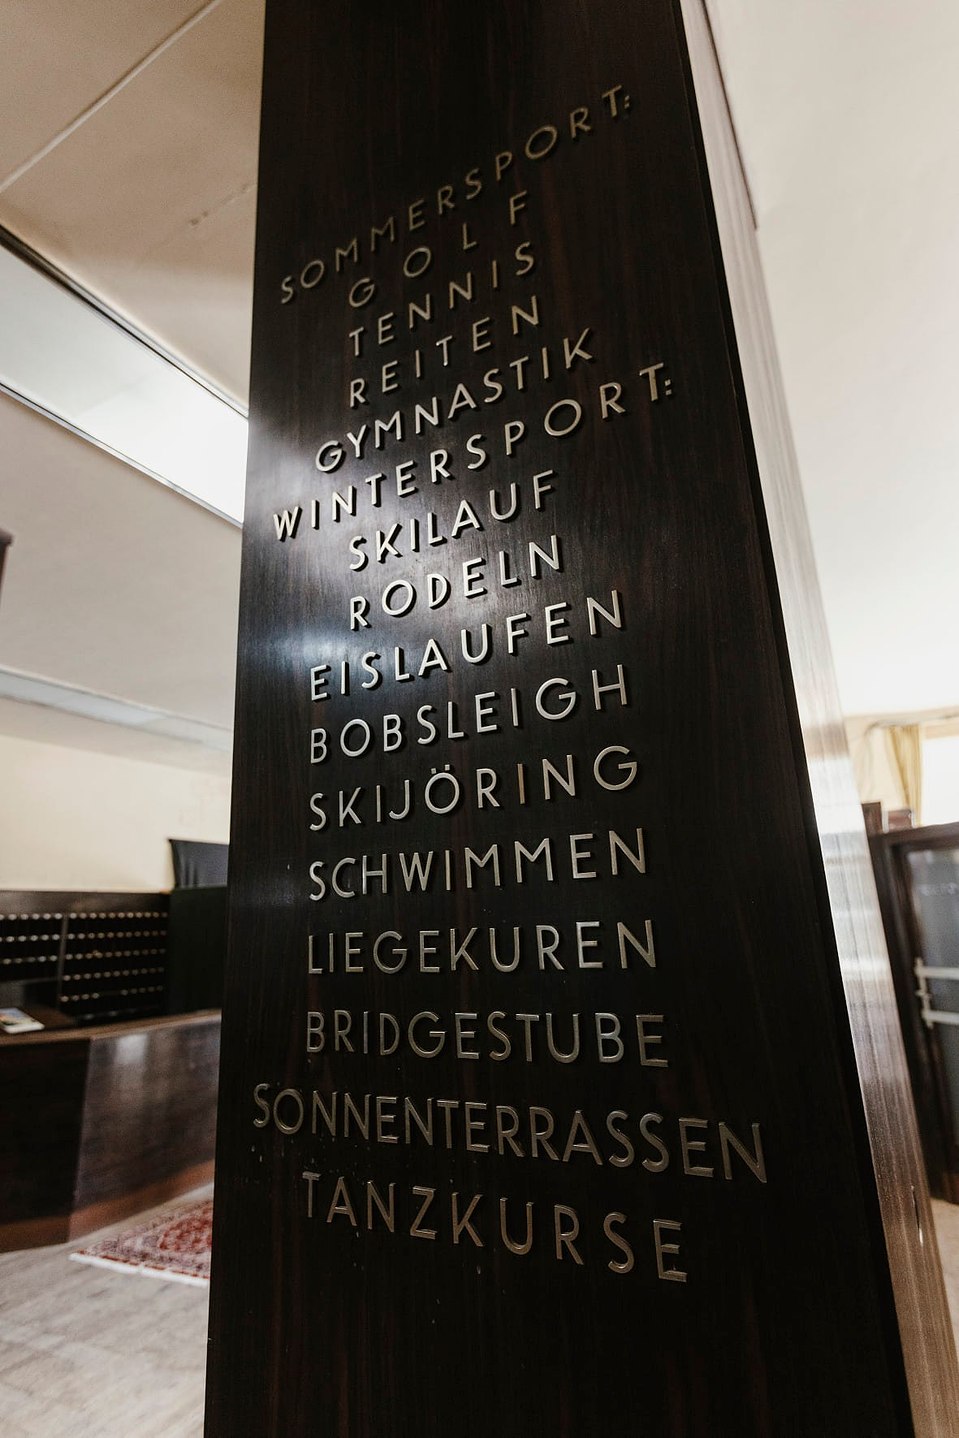 SOMMERSPORT:
GOLF
TENNIS
REITEN
GYMNASTIK
WINTERSPORT:
SKILAUF
RODELN
EISLAUFEN
BOBSLEIGH
SKIJÖRING
SCHWIMMEN
LIEGEKUREN
BRIDGESTUBE
SONNENTERRASSEN
TANZKURSE